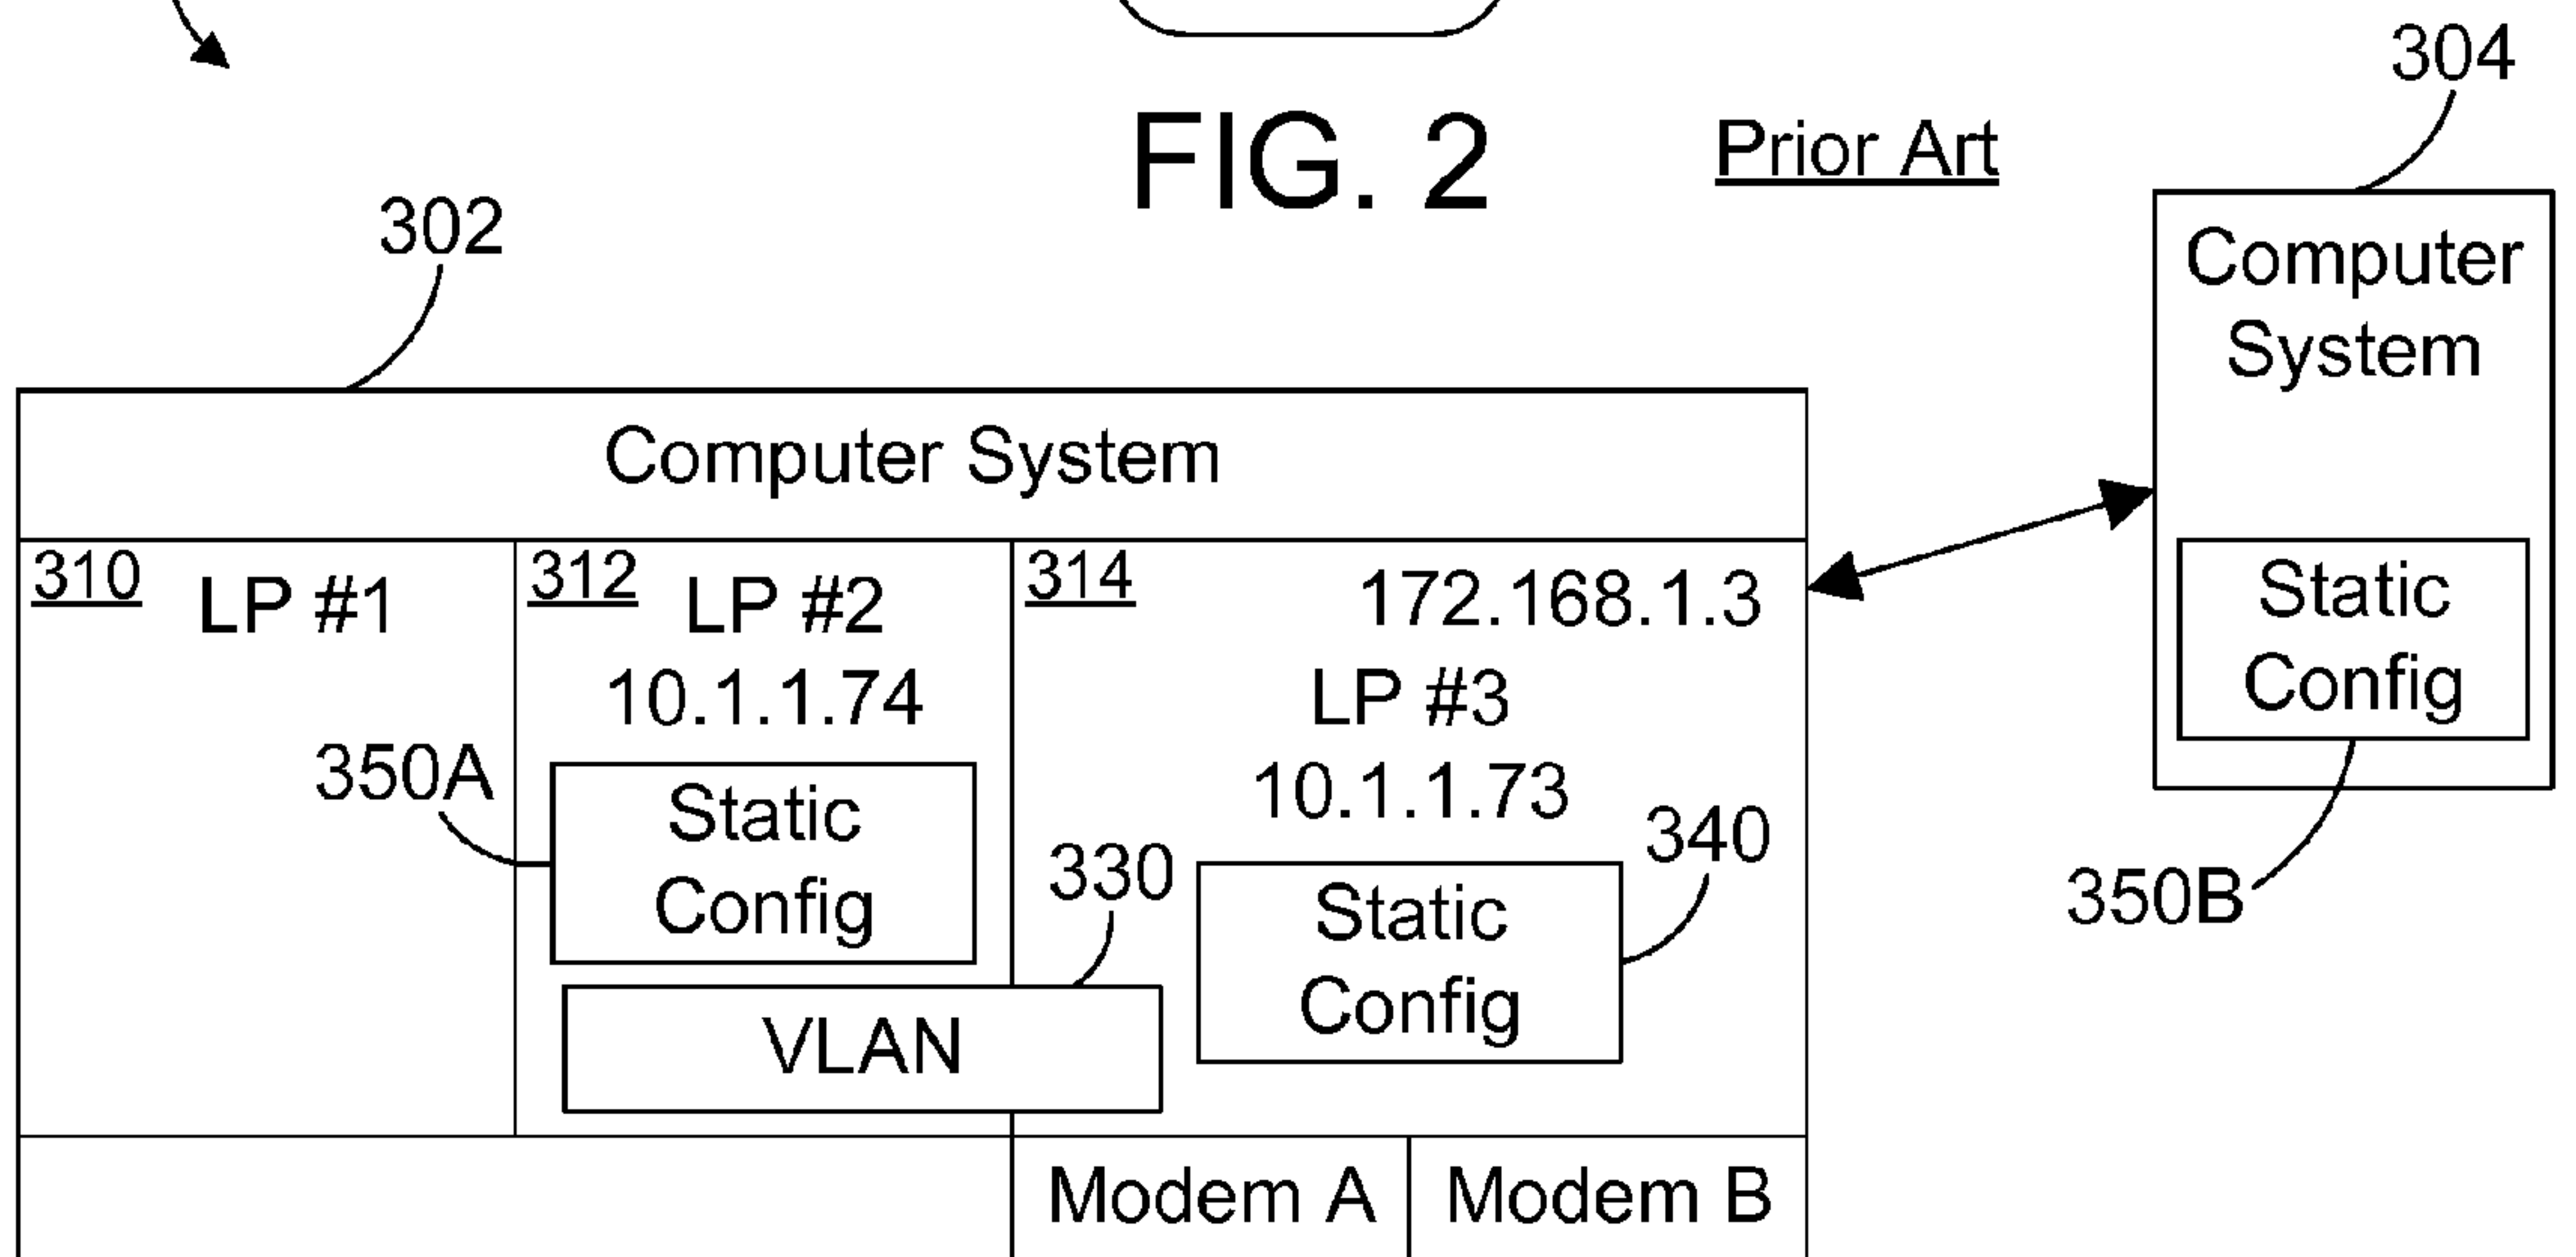 304
FIG. 2
Prior Art
302
Computer
System
Computer System
310
LP #1
312
LP #2
10.1.1.74
314
172.168.1.3
LP #3
10.1.1.73
Static
Config
350A
Static
Config
330
340
Static
Config
350B
VLAN
Modem A
Modem B